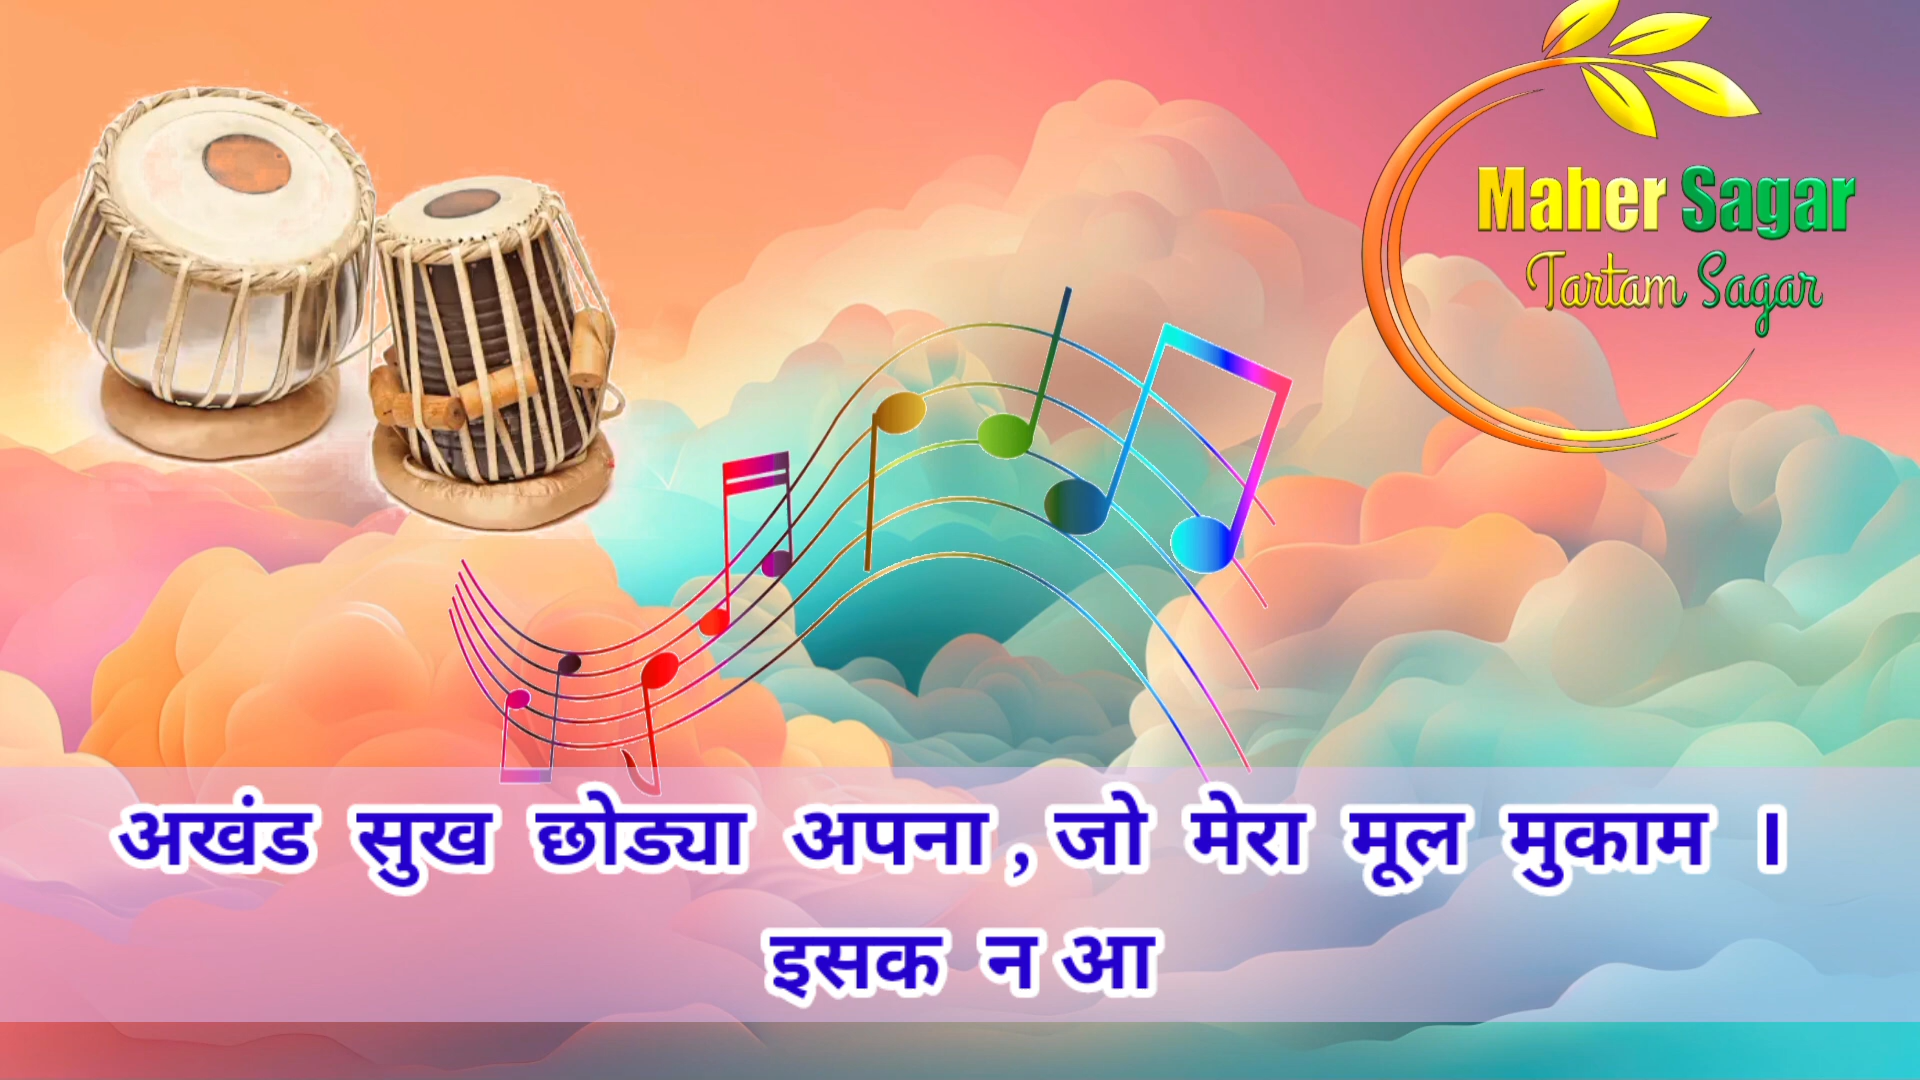 Maher Sagar
Tartam Sagar
अखंड सुख छोड्या अपना, जो मेरा मूल मुकाम ।
इसक न आ